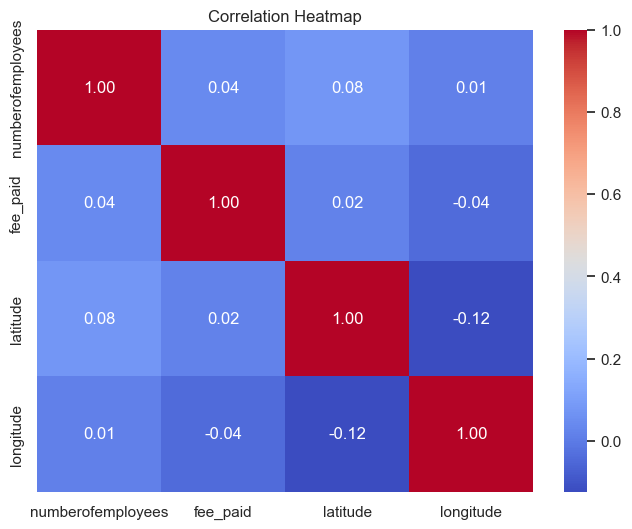 Correlation Heatmap
numberofemployees
1.00 0.04 0.08 0.01
fee_paid
0.04 1.00 0.02 -0.04
latitude
0.08 0.02 1.00 -0.12
longitude
0.01 -0.04 -0.12 1.00
numberofemployees fee_paid latitude longitude
1.0
0.8
0.6
0.4
0.2
0.0